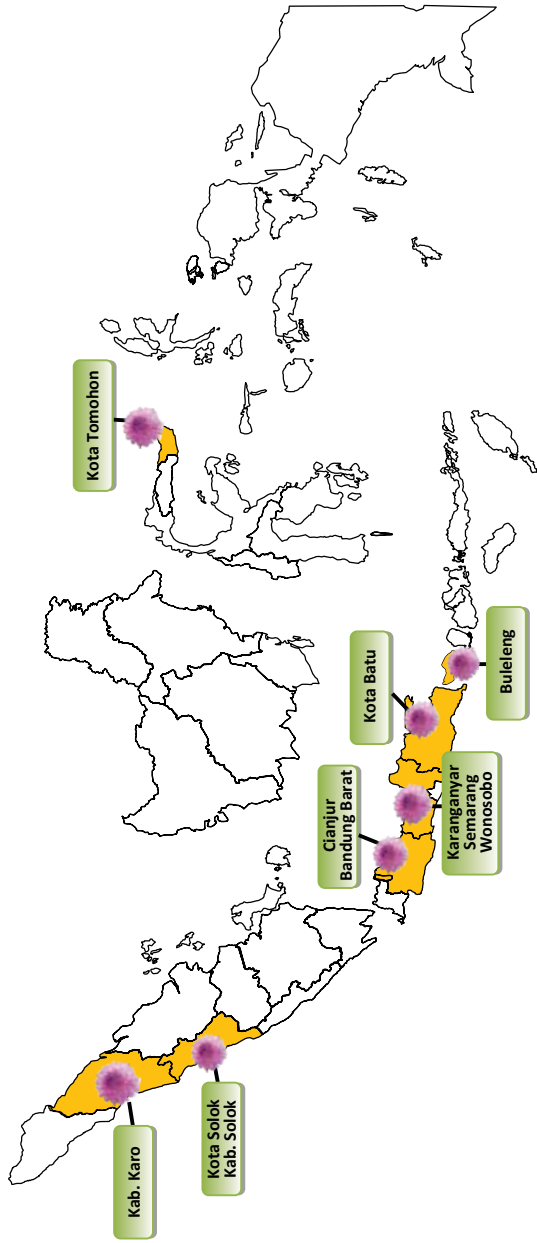 Kab. Karo
Kota Solok
Kab. Solok
Cianjur
Bandung Barat
Karanganyar
Semarang
Wonosobo
Kota Batu
Buleleng
Kota Tomohon